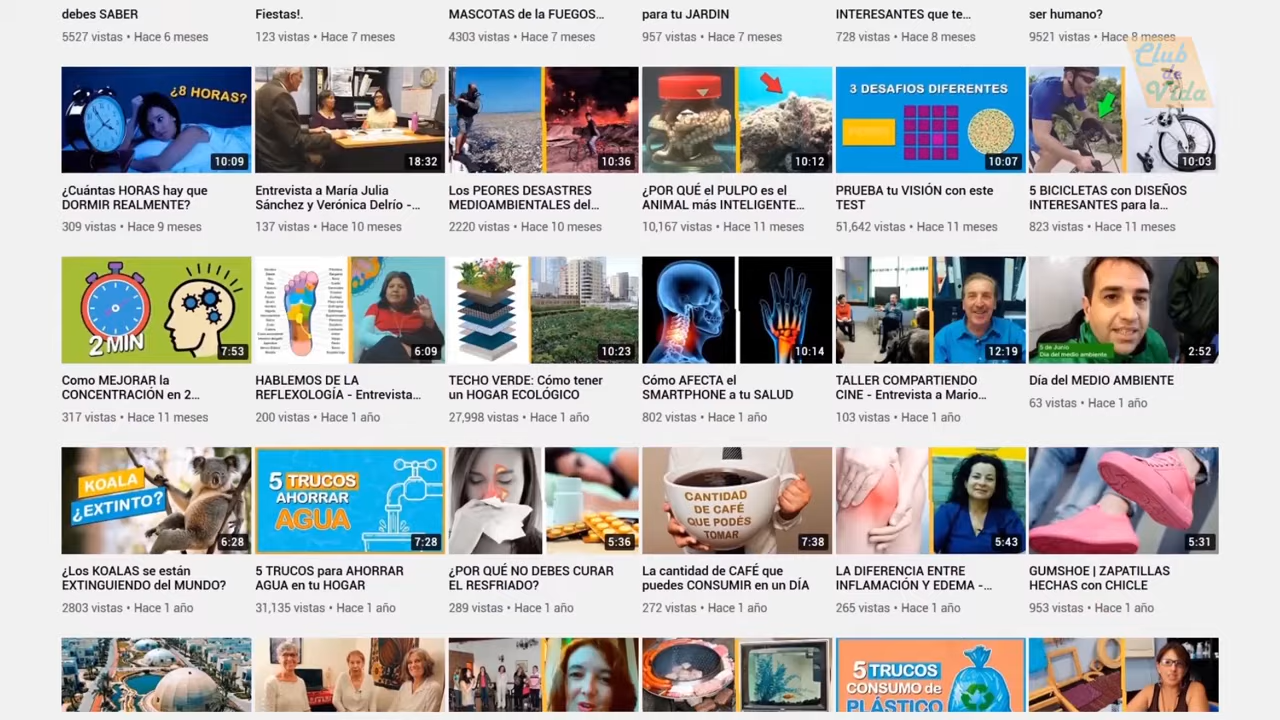 debes SABER
Fiestas!.
MASCOTAS de la FUEGOS...
para tu JARDIN
INTERESANTES que te...
ser humano?
5527 vistas • Hace 6 meses
123 vistas • Hace 7 meses
4303 vistas • Hace 7 meses
957 vistas • Hace 7 meses
728 vistas • Hace 8 meses
9521 vistas • Hace 8 meses
Club
de
Vida
¿8 HORAS?
10:09
18:32
10:36
10:12
3 DESAFIOS DIFERENTES
10:07
10:03
¿Cuántas HORAS hay que
DORMIR REALMENTE?
309 vistas • Hace 9 meses
Entrevista a María Julia
Sánchez y Verónica Delrío -...
137 vistas • Hace 10 meses
Los PEORES DESASTRES
MEDIOAMBIENTALES del...
2220 vistas • Hace 10 meses
¿POR QUÉ el PULPO es el
ANIMAL más INTELIGENTE...
10,167 vistas • Hace 11 meses
PRUEBA tu VISIÓN con este
TEST
51,642 vistas • Hace 11 meses
5 BICICLETAS con DISEÑOS
INTERESANTES para la...
823 vistas • Hace 11 meses
2 MIN
7:53
6:09
10:23
10:14
12:19
5 de Junio
Día del medio ambiente
2:52
Como MEJORAR la
CONCENTRACIÓN en 2...
317 vistas • Hace 11 meses
HABLEMOS DE LA
REFLEXOLOGÍA - Entrevista...
200 vistas • Hace 1 año
TECHO VERDE: Cómo tener
un HOGAR ECOLÓGICO
27,998 vistas • Hace 1 año
Cómo AFECTA el
SMARTPHONE a tu SALUD
802 vistas • Hace 1 año
TALLER COMPARTIENDO
CINE - Entrevista a Mario...
103 vistas • Hace 1 año
Día del MEDIO AMBIENTE
63 vistas • Hace 1 año
KOALA
¿EXTINTO?
6:28
5 TRUCOS
AHORRAR
AGUA
7:28
5:36
CANTIDAD
DE CAFÉ
QUE PODÉS
TOMAR
7:38
5:43
5:31
¿Los KOALAS se están
EXTINGUIENDO del MUNDO?
2803 vistas • Hace 1 año
5 TRUCOS para AHORRAR
AGUA en tu HOGAR
31,135 vistas • Hace 1 año
¿POR QUÉ NO DEBES CURAR
EL RESFRIADO?
289 vistas • Hace 1 año
La cantidad de CAFÉ que
puedes CONSUMIR en un DÍA
272 vistas • Hace 1 año
LA DIFERENCIA ENTRE
INFLAMACIÓN Y EDEMA -...
265 vistas • Hace 1 año
GUMSHOE | ZAPATILLAS
HECHAS con CHICLE
953 vistas • Hace 1 año
5 TRUCOS
CONSUMO de
PLÁSTICO